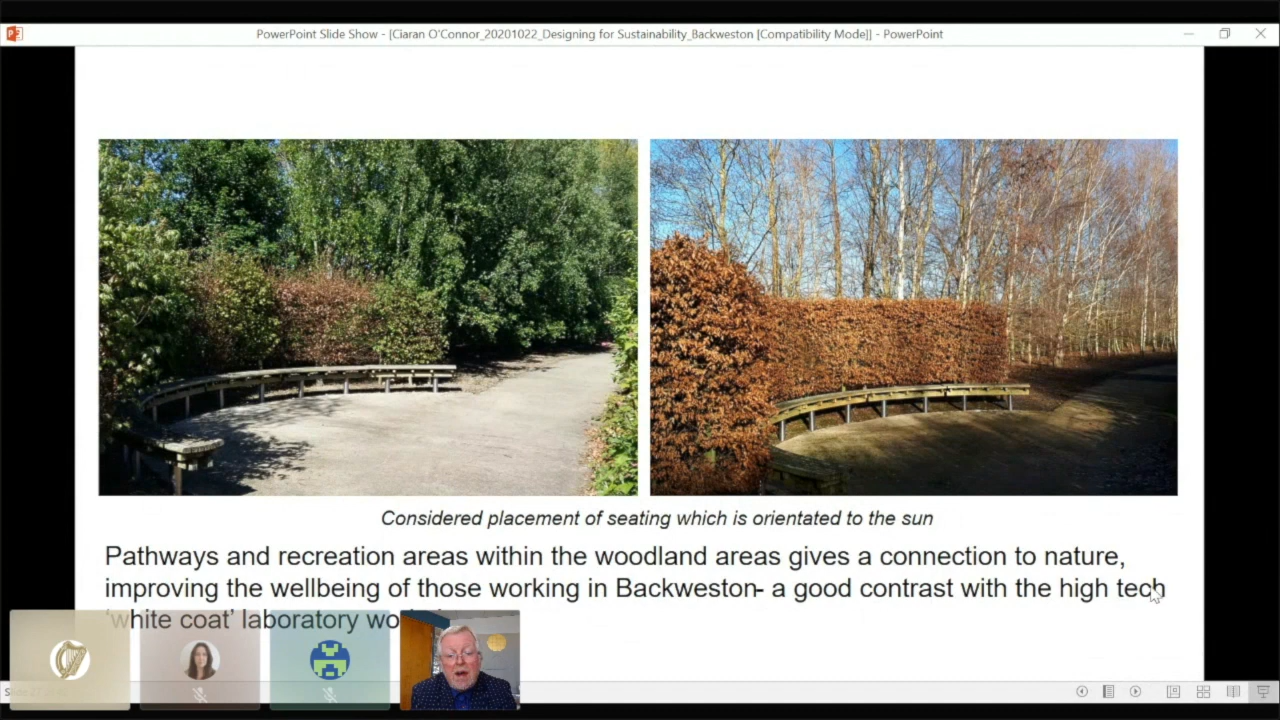 PowerPoint Slide Show - [Ciaran O'Connor_20201022_Designing for Sustainability_Backweston [Compatibility Mode]] - PowerPoint
Considered placement of seating which is orientated to the sun
Pathways and recreation areas within the woodland areas gives a connection to nature,
improving the wellbeing of those working in Backweston- a good contrast with the high tech
'white coat' laboratory